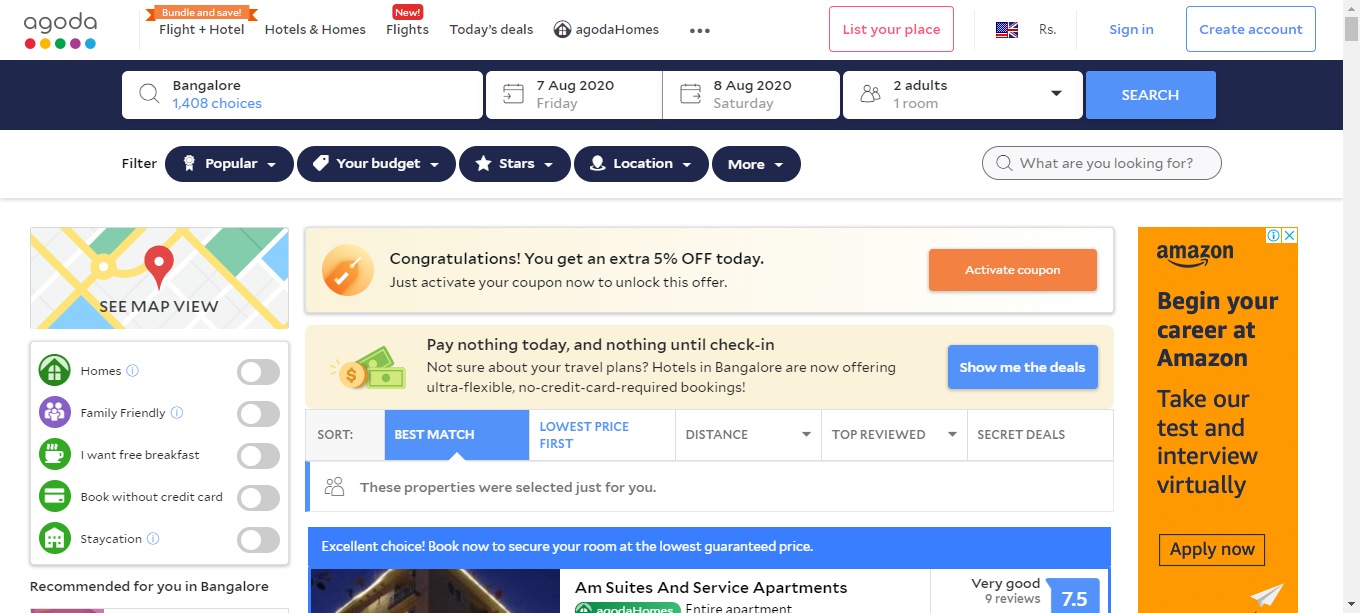 agoda
Bundle and save!
Flight + Hotel
Hotels & Homes
New!
Flights
Today's deals
agodaHomes
List your place
Rs.
Sign in
Create account
Bangalore
1,408 choices
7 Aug 2020
Friday
8 Aug 2020
Saturday
2 adults
1 room
SEARCH
Filter
Popular
Your budget
Stars
Location
More
What are you looking for?
SEE MAP VIEW
Homes
Family Friendly
I want free breakfast
Book without credit card
Staycation
Recommended for you in Bangalore
Congratulations! You get an extra 5% OFF today.
Just activate your coupon now to unlock this offer.
Activate coupon
Pay nothing today, and nothing until check-in
Not sure about your travel plans? Hotels in Bangalore are now offering
ultra-flexible, no-credit-card-required bookings!
Show me the deals
SORT:
BEST MATCH
LOWEST PRICE
FIRST
DISTANCE
TOP REVIEWED
SECRET DEALS
These properties were selected just for you.
Excellent choice! Book now to secure your room at the lowest guaranteed price.
Am Suites And Service Apartments
agodaHomes
Entire apartment
Very good
9 reviews
7.5
amazon
Begin your
career at
Amazon
Take our
test and
interview
virtually
Apply now